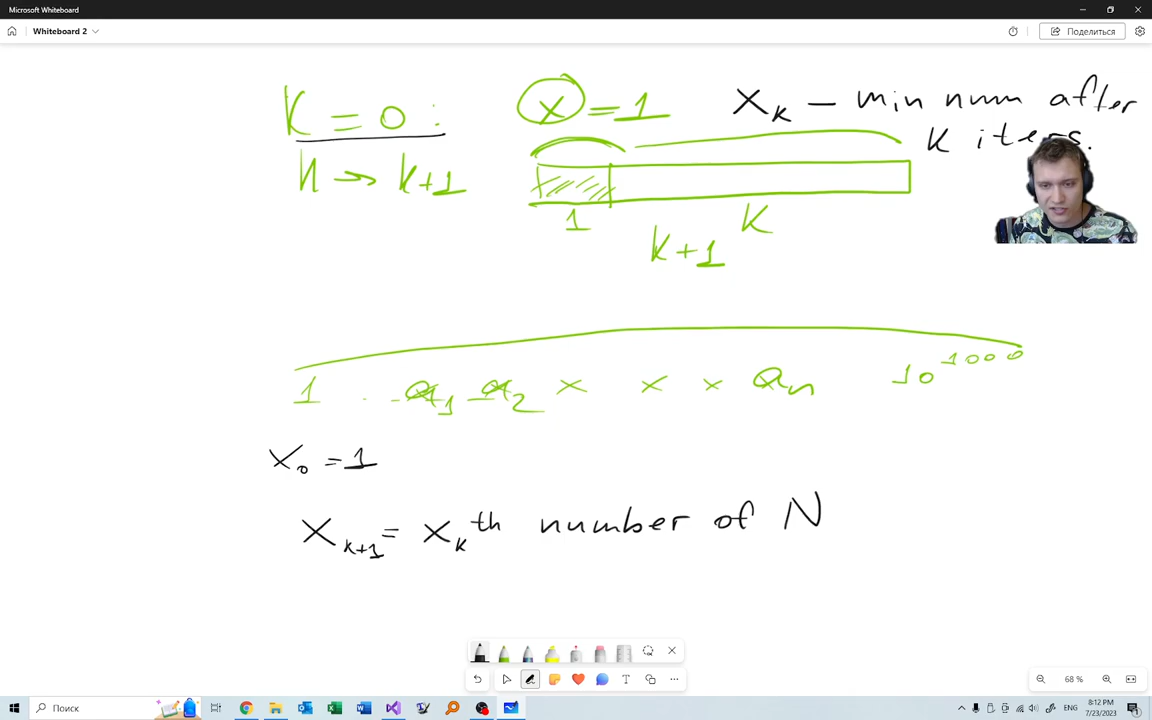 Microsoft Whiteboard
Whiteboard 2
Поделиться
K = 0 :
x = 1
X_K — min num after
K iters.
n → k+1
1
K
k+1
1 . . . a_1 a_2 x x x a_n 10^1000
X_0 = 1
X_{k+1} = X_k th number of N
68 %
Поиск
ENG
8:12 PM
7/23/2023